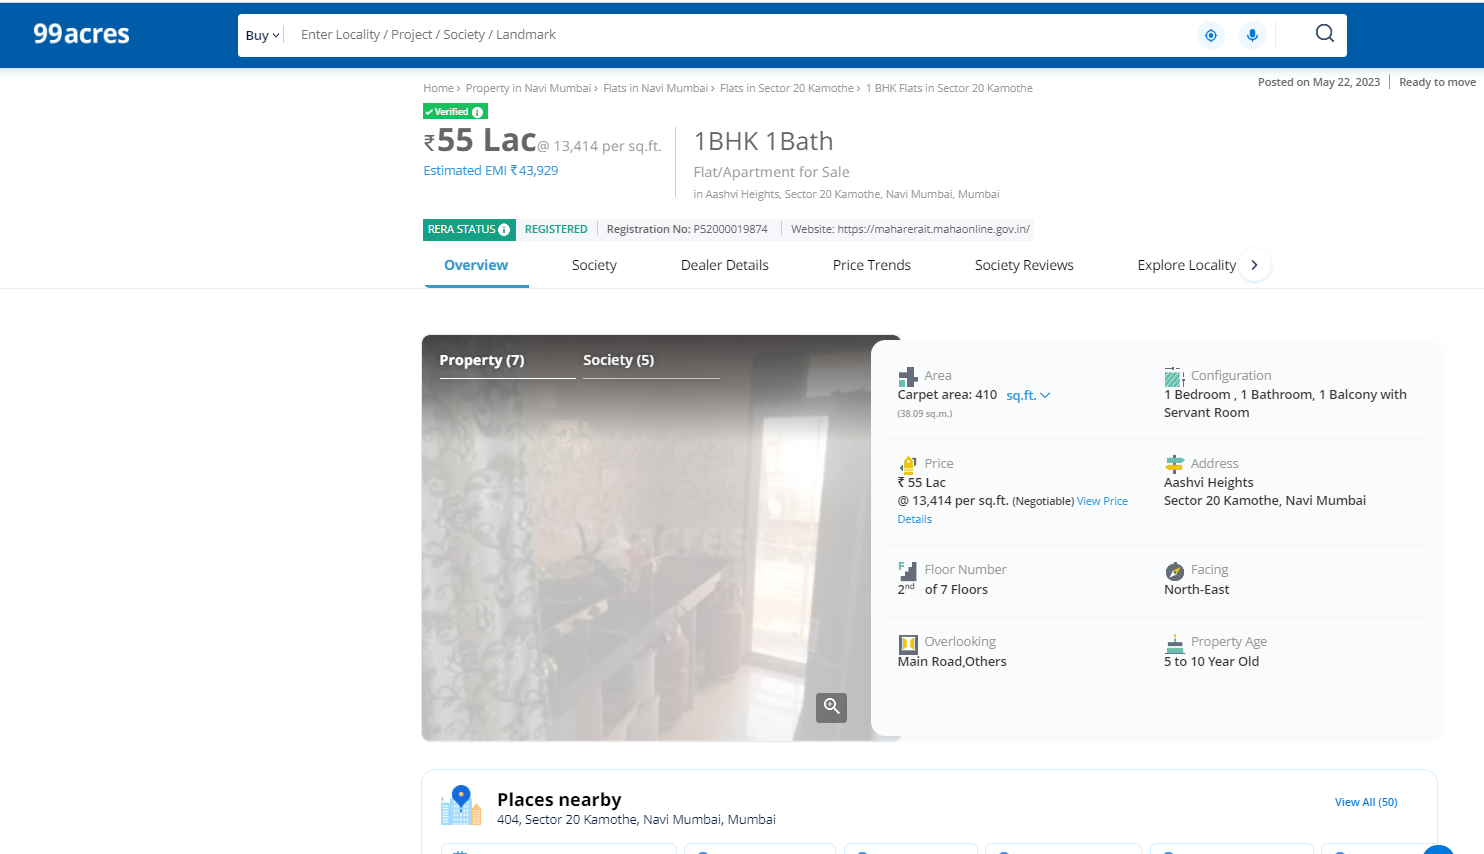 99acres
Buy
Enter Locality / Project / Society / Landmark
Posted on May 22, 2023 | Ready to move
Home › Property in Navi Mumbai › Flats in Navi Mumbai › Flats in Sector 20 Kamothe › 1 BHK Flats in Sector 20 Kamothe
Verified
₹55 Lac @ 13,414 per sq.ft.
Estimated EMI ₹43,929
1BHK 1Bath
Flat/Apartment for Sale
in Aashvi Heights, Sector 20 Kamothe, Navi Mumbai, Mumbai
RERA STATUS REGISTERED | Registration No: P52000019874 | Website: https://maharerait.mahaonline.gov.in/
Overview Society Dealer Details Price Trends Society Reviews Explore Locality
Property (7) Society (5)
99acres
Area
Carpet area: 410 sq.ft.
(38.09 sq.m.)
Configuration
1 Bedroom , 1 Bathroom, 1 Balcony with
Servant Room
Price
₹ 55 Lac
@ 13,414 per sq.ft. (Negotiable) View Price
Details
Address
Aashvi Heights
Sector 20 Kamothe, Navi Mumbai
Floor Number
2nd of 7 Floors
Facing
North-East
Overlooking
Main Road,Others
Property Age
5 to 10 Year Old
Places nearby
404, Sector 20 Kamothe, Navi Mumbai, Mumbai
View All (50)